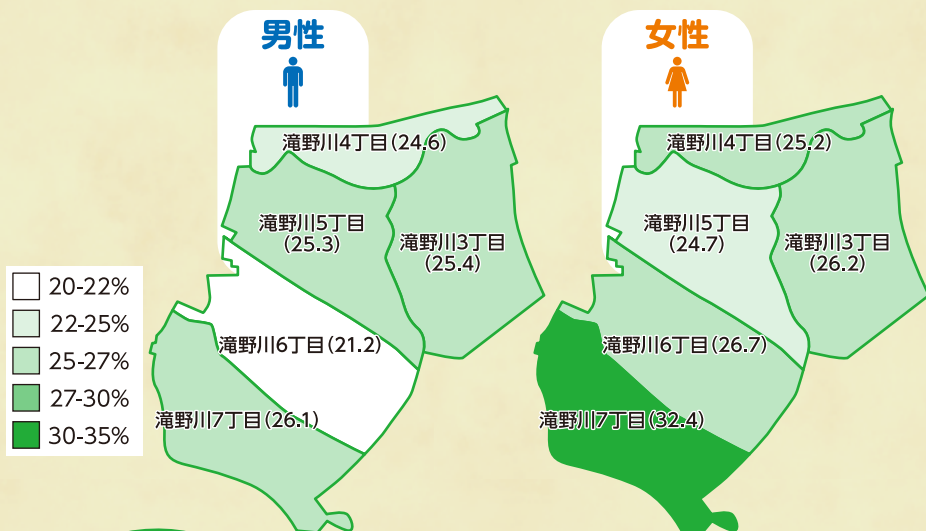 男性
滝野川4丁目(24.6)
滝野川5丁目
(25.3)
滝野川3丁目
(25.4)
滝野川6丁目(21.2)
滝野川7丁目(26.1)
女性
滝野川4丁目(25.2)
滝野川5丁目
(24.7)
滝野川3丁目
(26.2)
滝野川6丁目(26.7)
滝野川7丁目(32.4)
20-22%
22-25%
25-27%
27-30%
30-35%